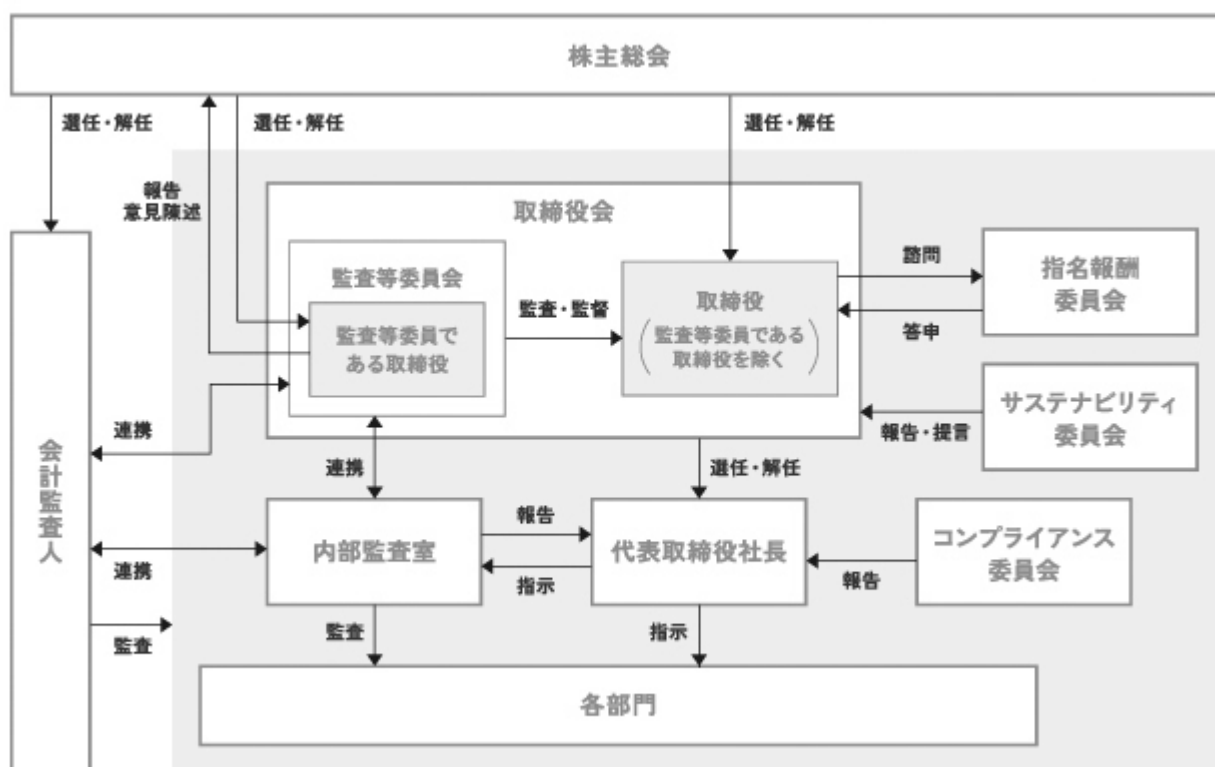 株主総会
選任・解任
選任・解任
選任・解任
報告
意見陳述
取締役会
監査等委員会
監査等委員で
ある取締役
監査・監督
取締役
(監査等委員である
取締役を除く)
諮問
答申
指名報酬
委員会
報告・提言
サステナビリティ
委員会
連携
連携
選任・解任
会計監査人
連携
監査
内部監査室
報告
指示
代表取締役社長
報告
コンプライアンス
委員会
監査
指示
各部門